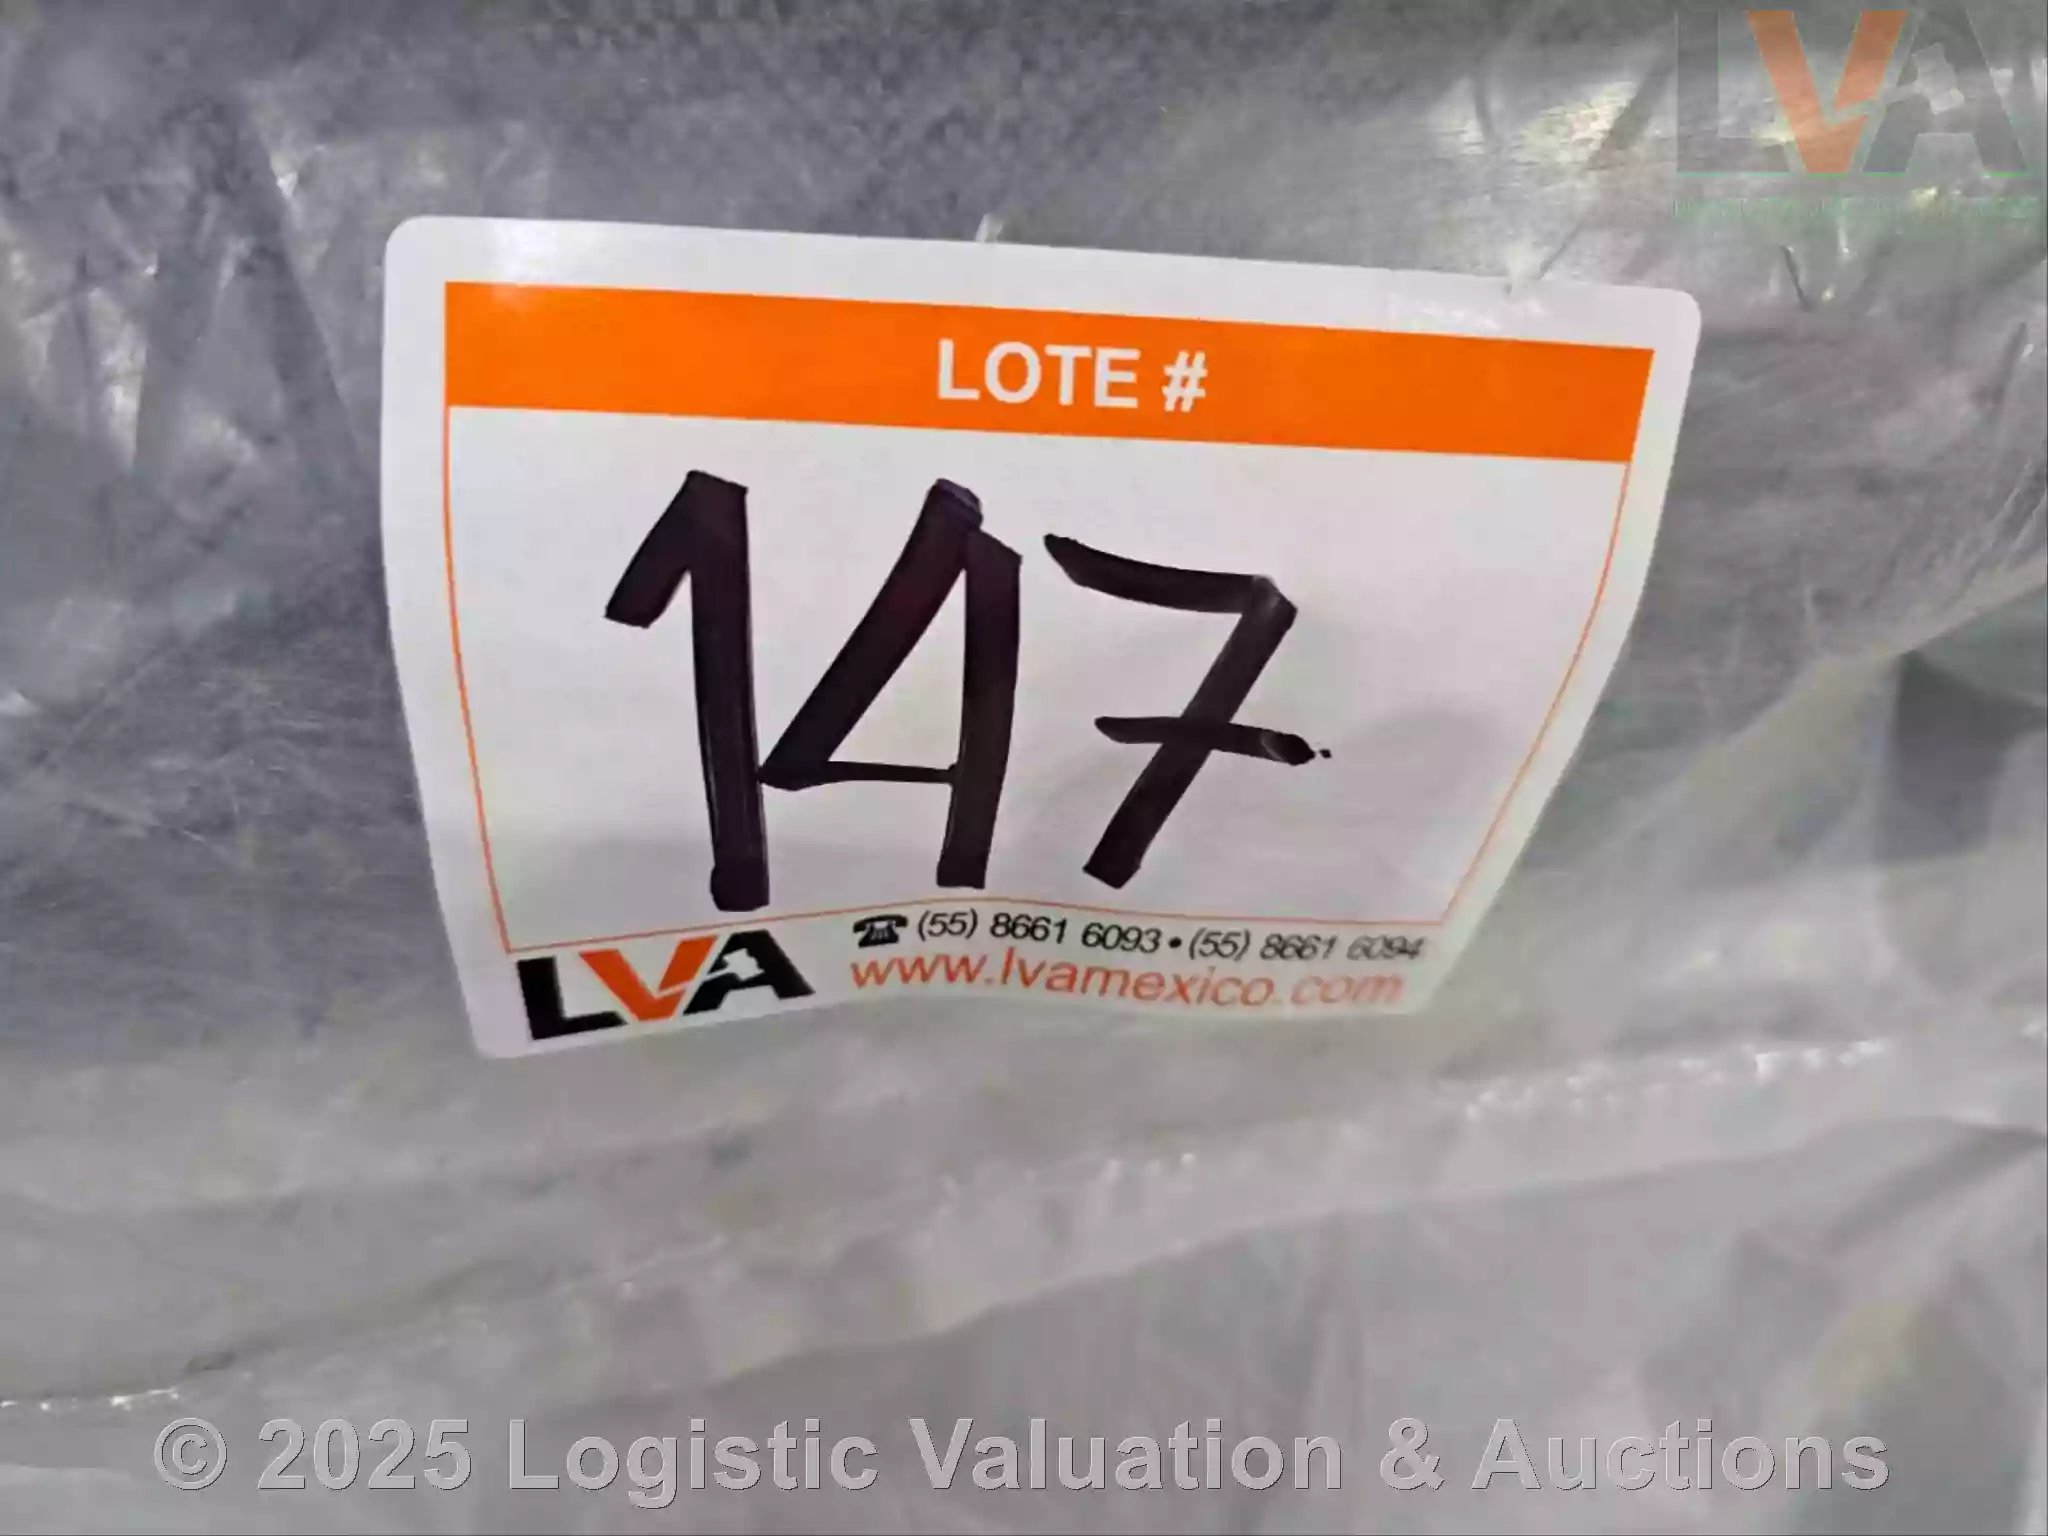 LVA
LOTE #
147
LVA
(55) 8661 6093 • (55) 8661 6094
www.lvamexico.com
© 2025 Logistic Valuation & Auctions